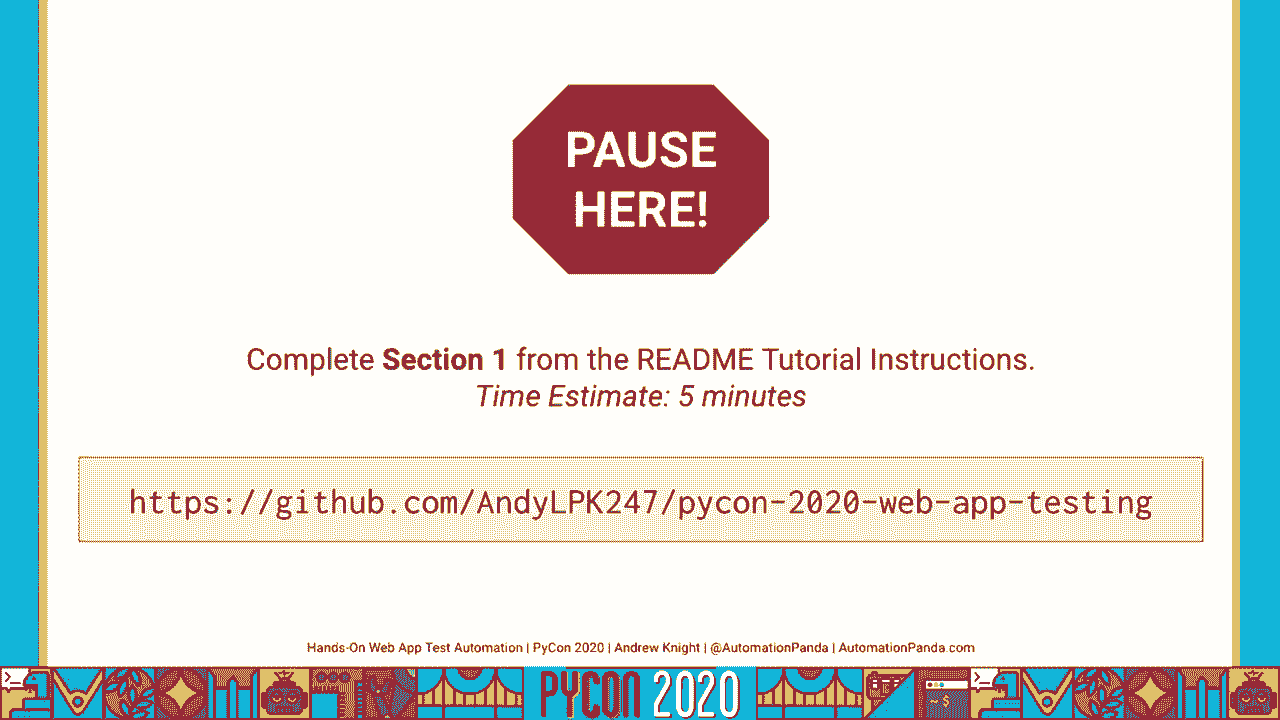 PAUSE
HERE!
Complete Section 1 from the README Tutorial Instructions.
Time Estimate: 5 minutes
https://github.com/AndyLPK247/pycon-2020-web-app-testing
Hands-On Web App Test Automation | PyCon 2020 | Andrew Knight | @AutomationPanda | AutomationPanda.com
PYCON 2020